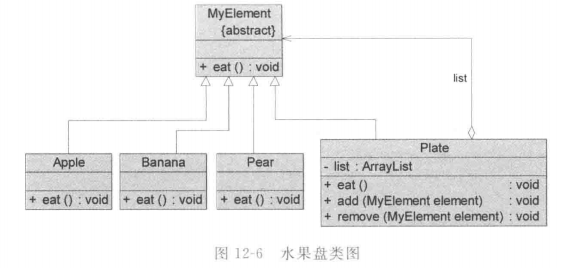 MyElement
{abstract}
+ eat () : void
list
Apple
+ eat () : void
Banana
+ eat () : void
Pear
+ eat () : void
Plate
- list : ArrayList
+ eat () : void
+ add (MyElement element) : void
+ remove (MyElement element) : void
图 12-6 水果盘类图